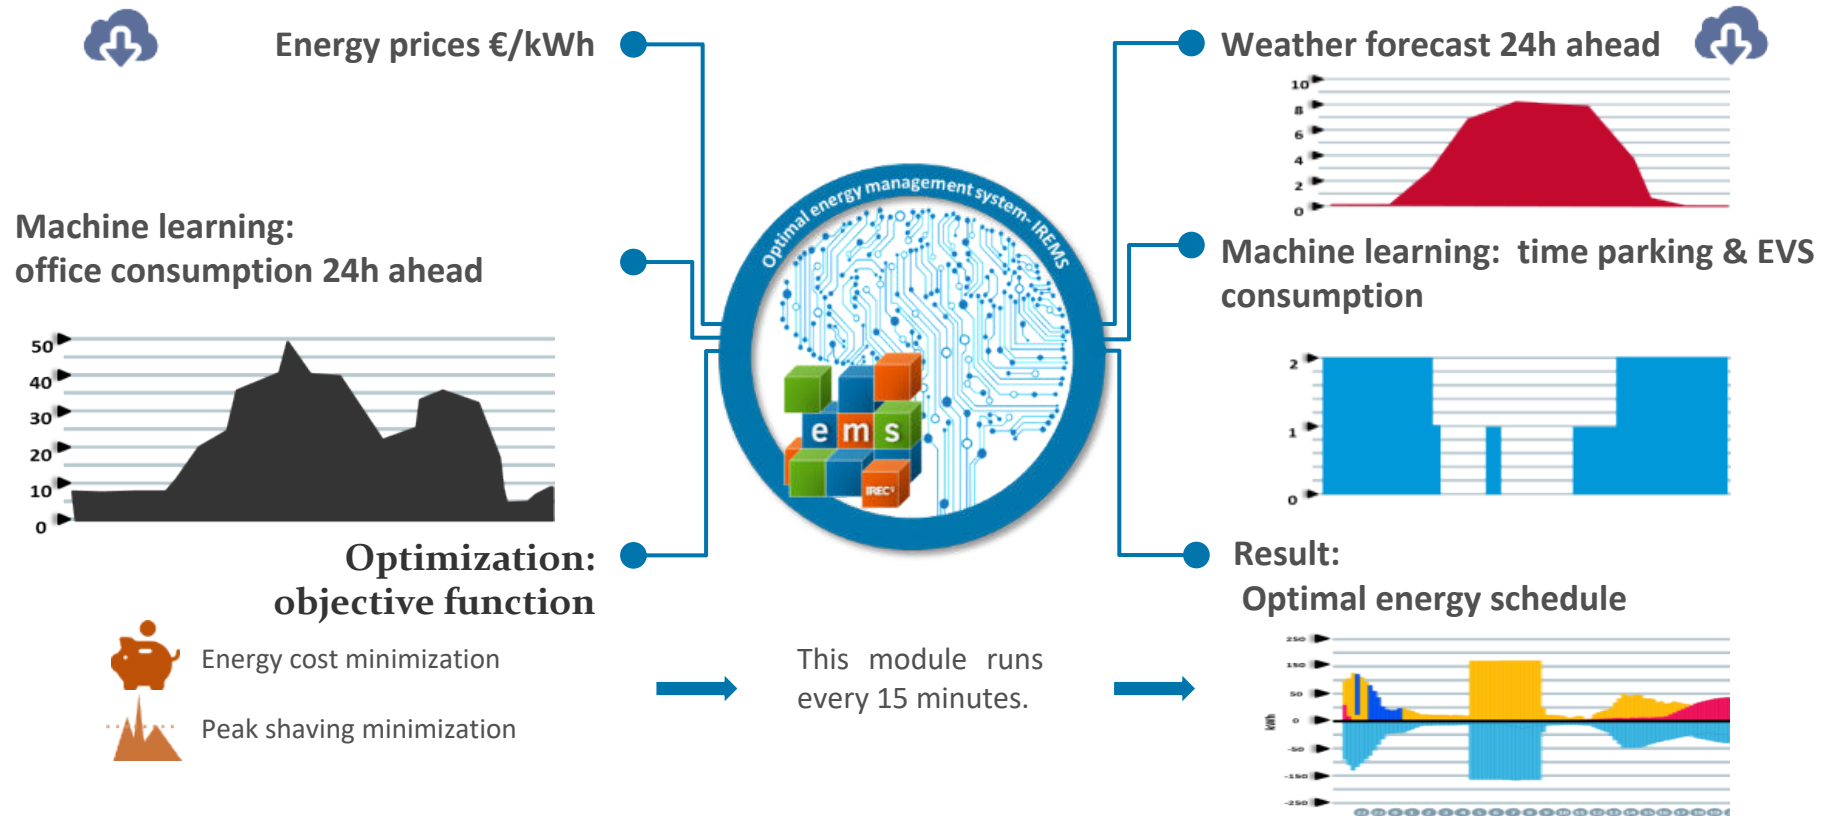 Energy prices €/kWh
Weather forecast 24h ahead
10
8
6
4
2
0
Optimal energy management system- IREMS
Machine learning:
office consumption 24h ahead
50
40
30
20
10
0
Machine learning: time parking & EVS
consumption
2
1
0
e m s
IREC
Optimization:
objective function
Energy cost minimization
Peak shaving minimization
This module runs
every 15 minutes.
Result:
Optimal energy schedule
250
150
50
0
-50
-150
-250
kWh